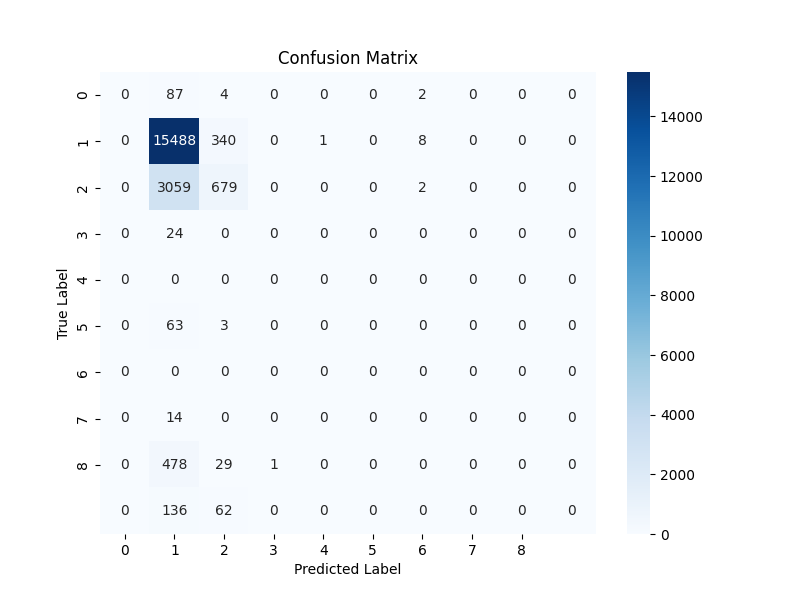 Confusion Matrix
0 0 87 4 0 0 0 2 0 0 0
1 0 15488 340 0 1 0 8 0 0 0 14000
2 0 3059 679 0 0 0 2 0 0 0 12000
3 0 24 0 0 0 0 0 0 0 0 10000
4 0 0 0 0 0 0 0 0 0 0 8000
5 0 63 3 0 0 0 0 0 0 0 6000
6 0 0 0 0 0 0 0 0 0 0
7 0 14 0 0 0 0 0 0 0 0 4000
8 0 478 29 1 0 0 0 0 0 0 2000
0 136 62 0 0 0 0 0 0 0 0
0 1 2 3 4 5 6 7 8
Predicted Label
True Label